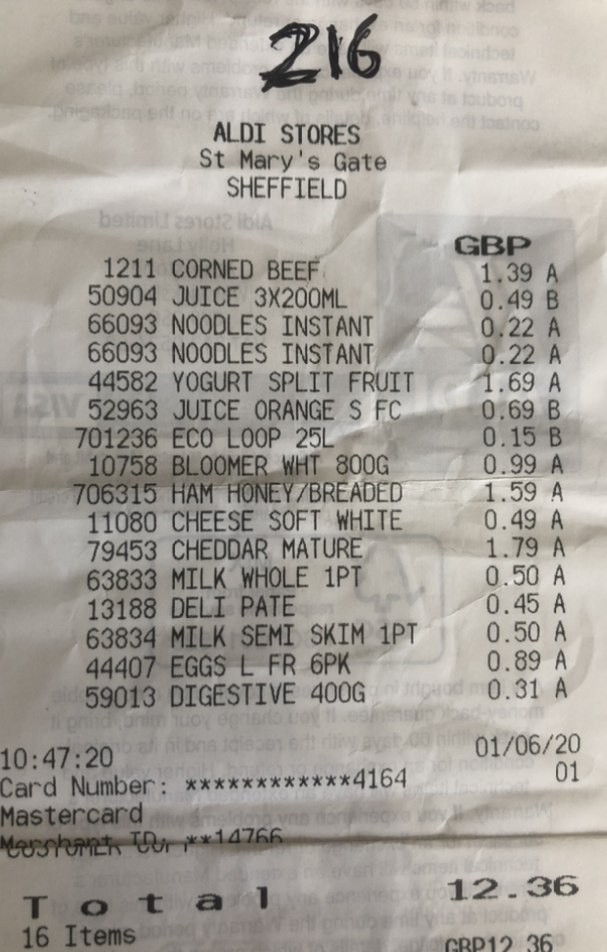 216
ALDI STORES
St Mary's Gate
SHEFFIELD
GBP
1211 CORNED BEEF 1.39 A
50904 JUICE 3X200ML 0.49 B
66093 NOODLES INSTANT 0.22 A
66093 NOODLES INSTANT 0.22 A
44582 YOGURT SPLIT FRUIT 1.69 A
52963 JUICE ORANGE S FC 0.69 B
701236 ECO LOOP 25L 0.15 B
10758 BLOOMER WHT 800G 0.99 A
706315 HAM HONEY/BREADED 1.59 A
11080 CHEESE SOFT WHITE 0.49 A
79453 CHEDDAR MATURE 1.79 A
63833 MILK WHOLE 1PT 0.50 A
13188 DELI PATE 0.45 A
63834 MILK SEMI SKIM 1PT 0.50 A
44407 EGGS L FR 6PK 0.89 A
59013 DIGESTIVE 400G 0.31 A
10:47:20 01/06/20
Card Number: ************4164 01
Mastercard
Merchant ID: **14766
Total 12.36
16 Items GBP12.36